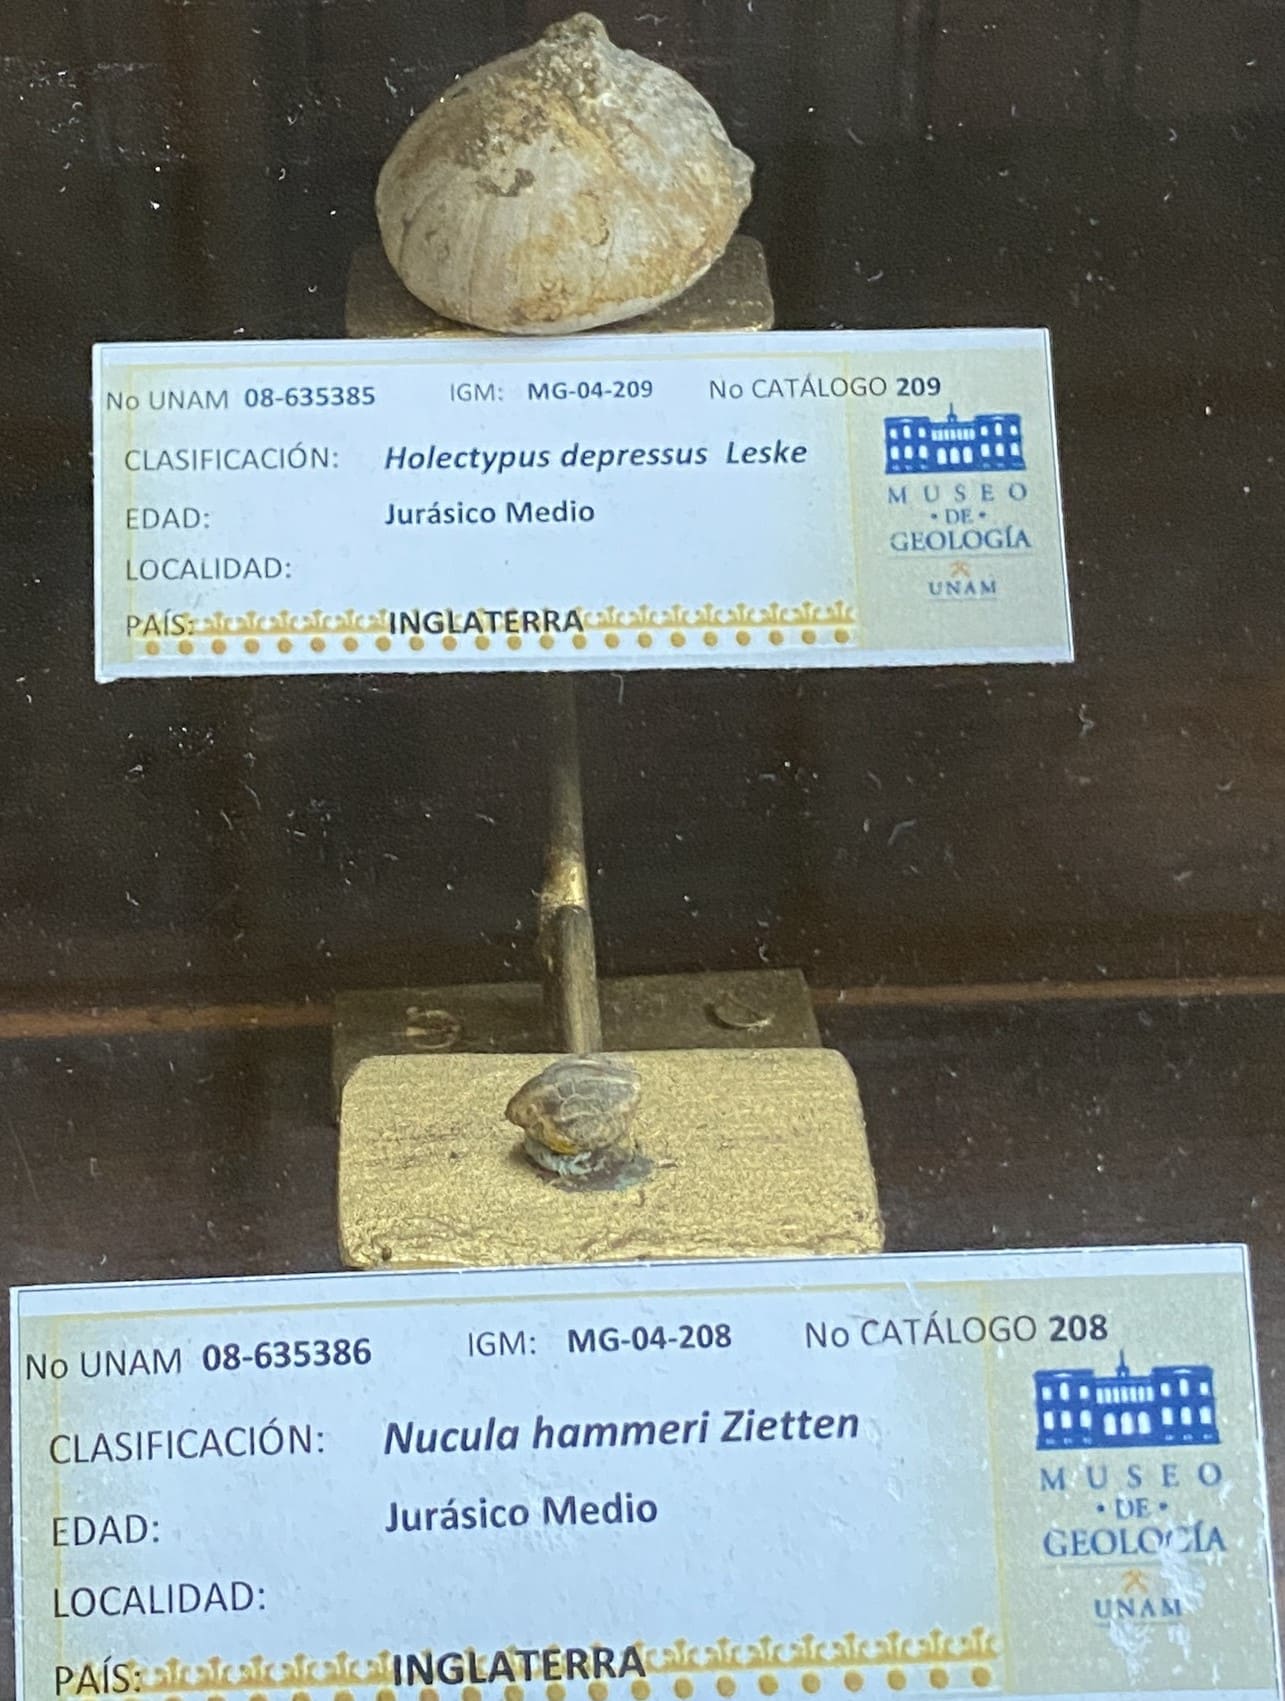 No UNAM 08-635385 IGM: MG-04-209 No CATÁLOGO 209
CLASIFICACIÓN: Holectypus depressus Leske
EDAD: Jurásico Medio
LOCALIDAD:
PAÍS: INGLATERRA
MUSEO
• DE •
GEOLOGÍA
UNAM
No UNAM 08-635386 IGM: MG-04-208 No CATÁLOGO 208
CLASIFICACIÓN: Nucula hammeri Zietten
EDAD: Jurásico Medio
LOCALIDAD:
PAÍS: INGLATERRA
MUSEO
• DE •
GEOLOGÍA
UNAM